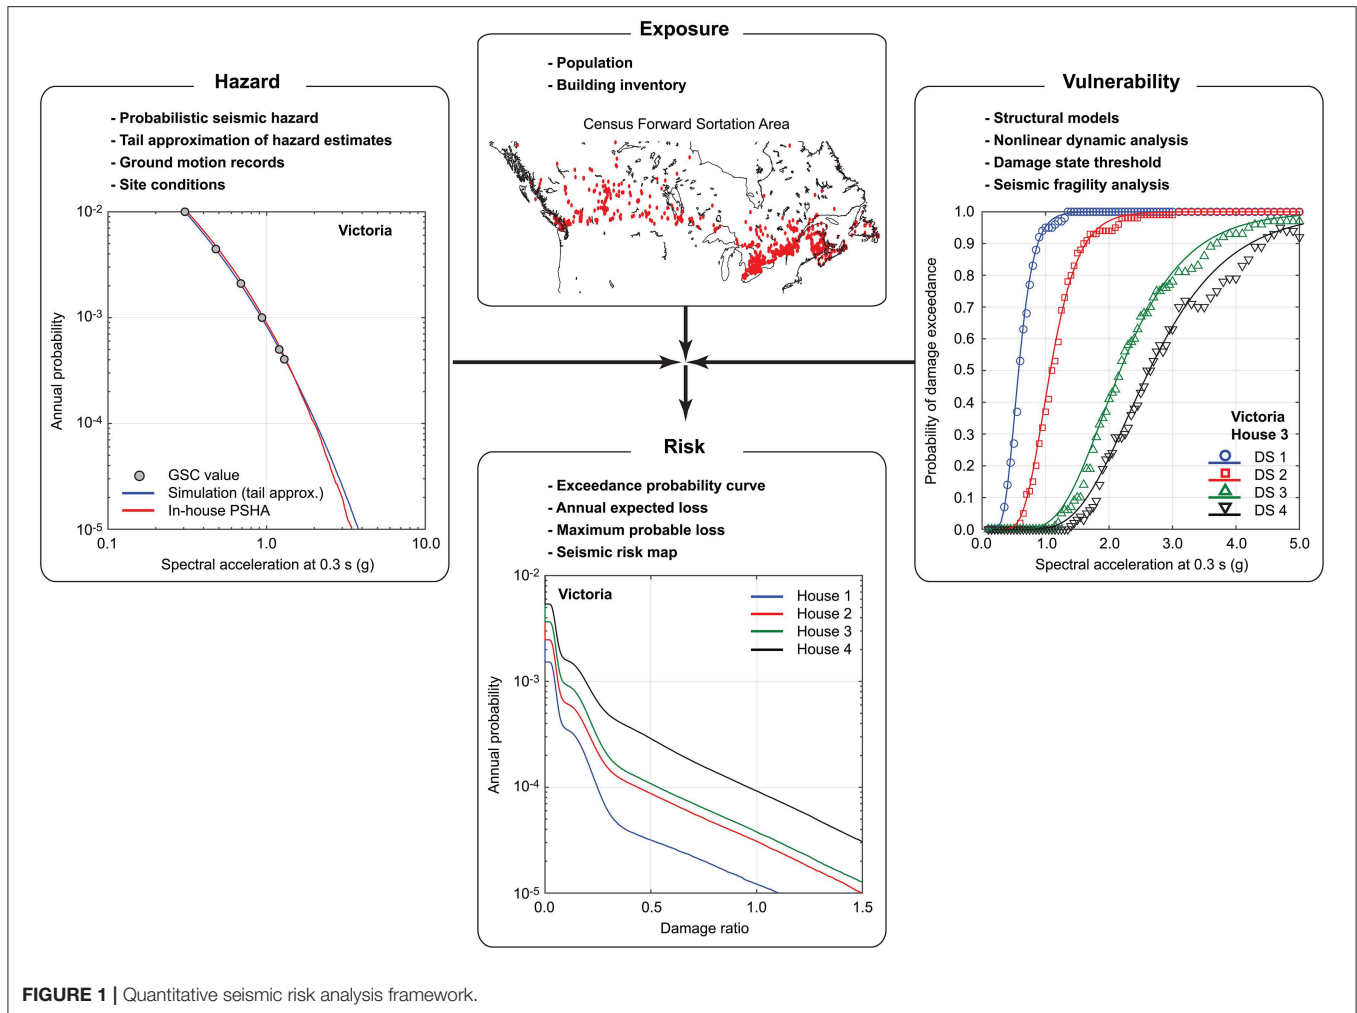 Exposure
- Population
- Building inventory
Census Forward Sortation Area
Hazard
- Probabilistic seismic hazard
- Tail approximation of hazard estimates
- Ground motion records
- Site conditions
10-2
10-3
10-4
10-5
Annual probability
Victoria
GSC value
Simulation (tail approx.)
In-house PSHA
0.1 1.0 10.0
Spectral acceleration at 0.3 s (g)
Vulnerability
- Structural models
- Nonlinear dynamic analysis
- Damage state threshold
- Seismic fragility analysis
1.0
0.9
0.8
0.7
0.6
0.5
0.4
0.3
0.2
0.1
0.0
Probability of damage exceedance
Victoria
House 3
DS 1
DS 2
DS 3
DS 4
0.0 1.0 2.0 3.0 4.0 5.0
Spectral acceleration at 0.3 s (g)
Risk
- Exceedance probability curve
- Annual expected loss
- Maximum probable loss
- Seismic risk map
10-2
10-3
10-4
10-5
Annual probability
Victoria
House 1
House 2
House 3
House 4
0.0 0.5 1.0 1.5
Damage ratio
FIGURE 1 | Quantitative seismic risk analysis framework.